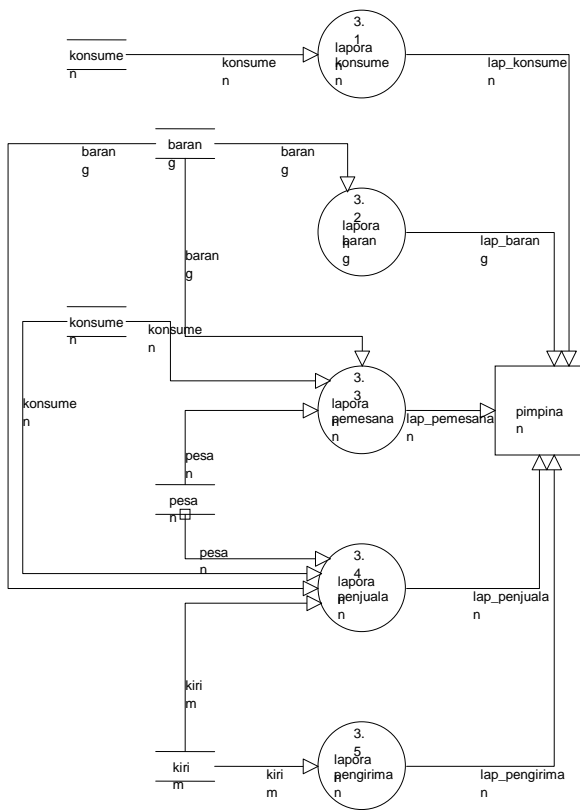 3.
1
lapora
n
konsume
n
konsume
n
konsume
n
lap_konsume
n
baran
g
baran
g
baran
g
3.
2
lapora
n
baran
g
lap_baran
g
baran
g
konsume
n
konsume
n
konsume
n
3.
3
lapora
n
pemesana
n
lap_pemesana
n
pimpina
n
pesa
n
pesa
n
pesa
n
3.
4
lapora
n
penjuala
n
lap_penjuala
n
kiri
m
kiri
m
kiri
m
3.
5
lapora
n
pengirima
n
lap_pengirima
n